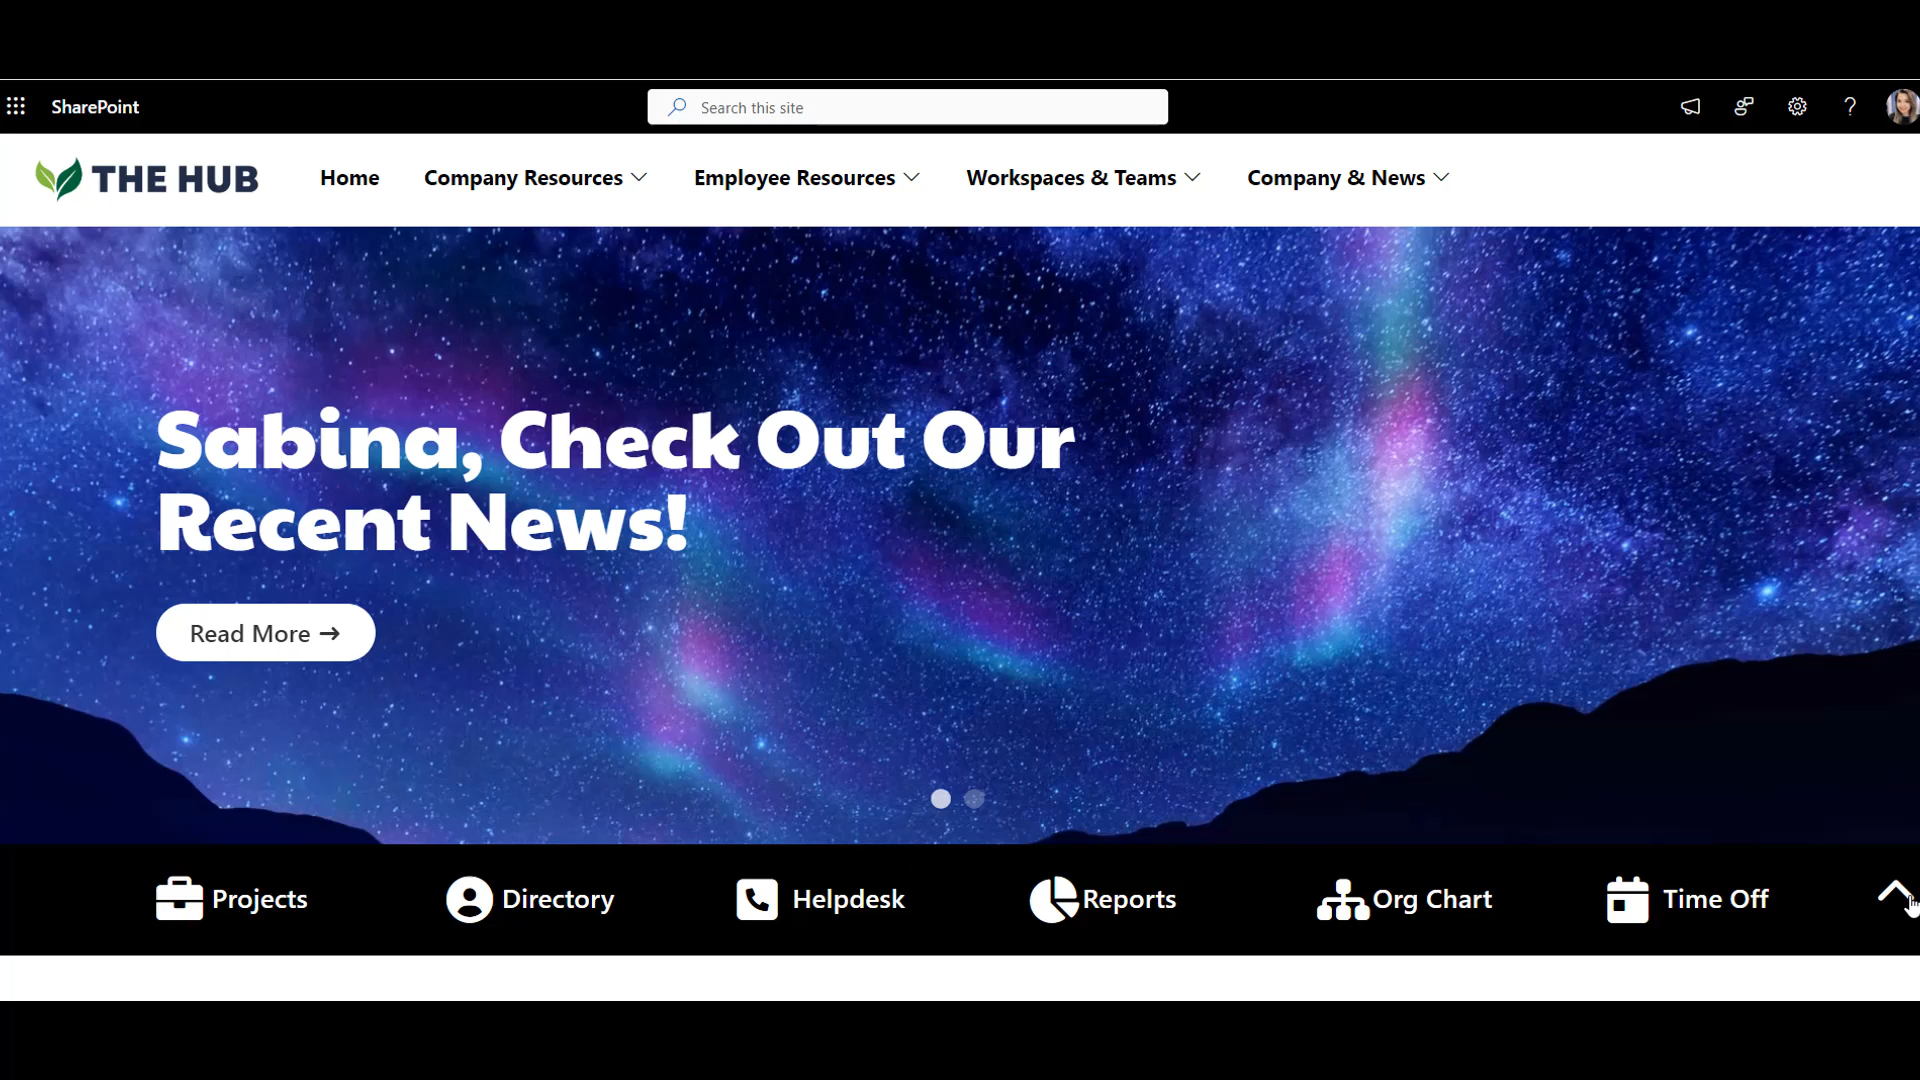 SharePoint
Search this site
THE HUB
Home
Company Resources
Employee Resources
Workspaces & Teams
Company & News
Sabina, Check Out Our
Recent News!
Read More →
Projects
Directory
Helpdesk
Reports
Org Chart
Time Off